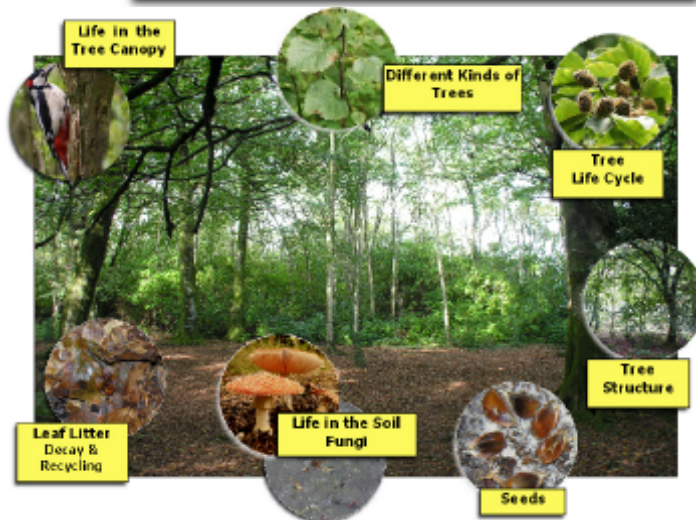 Life in the
Tree Canopy
Different Kinds of
Trees
Tree
Life Cycle
Tree
Structure
Leaf Litter
Decay &
Recycling
Life in the Soil
Fungi
Seeds